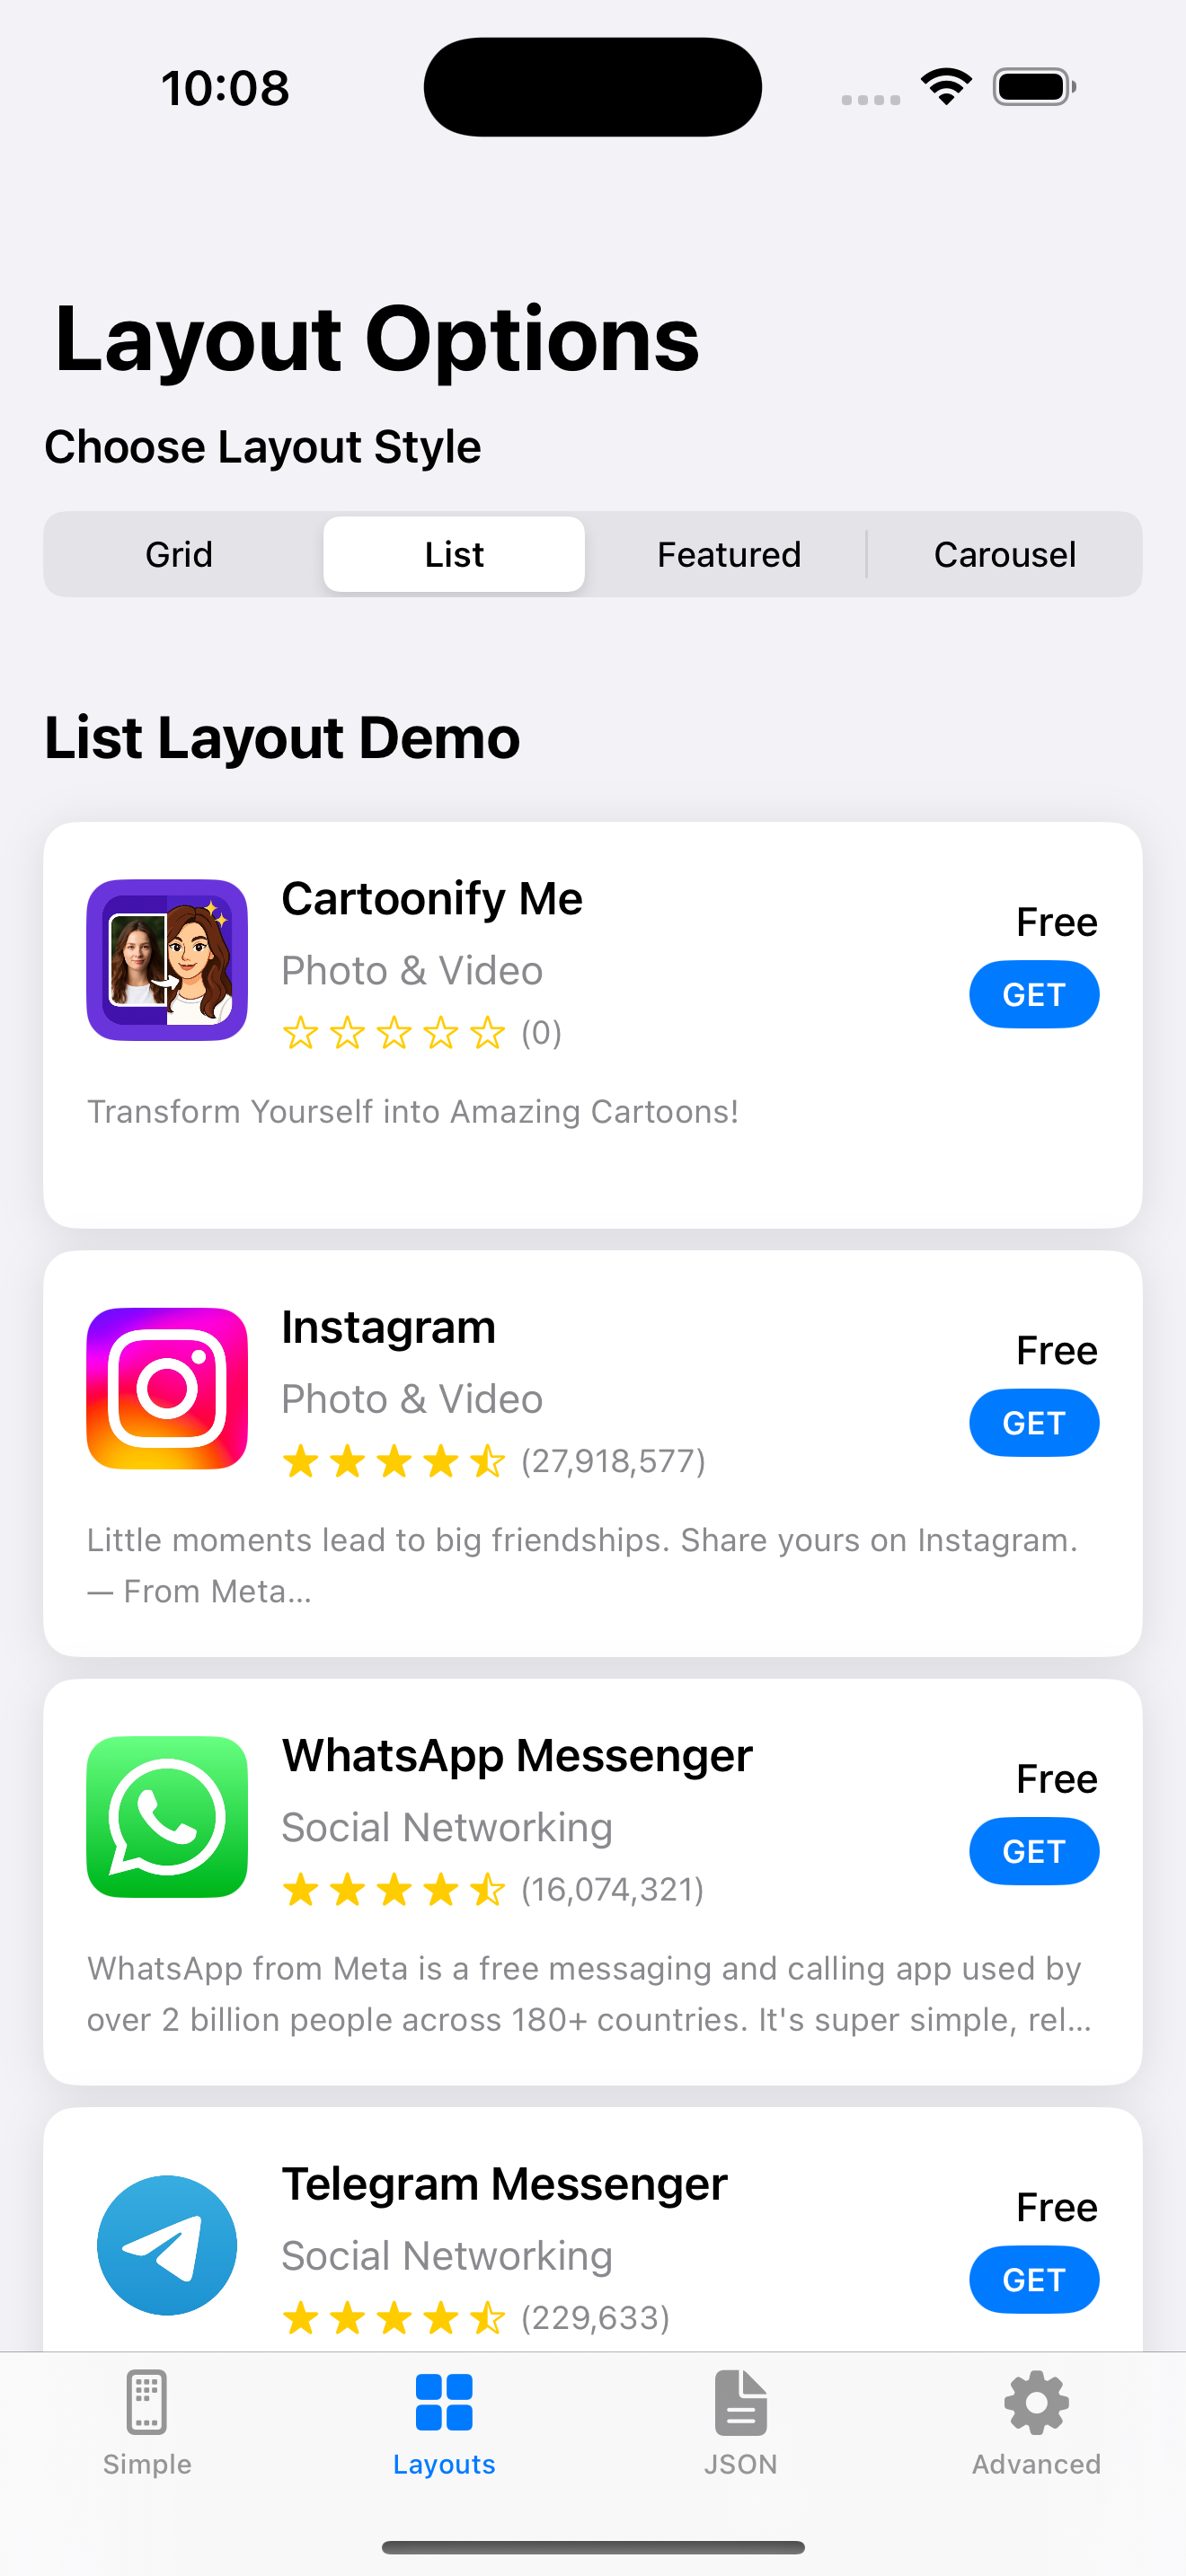 10:08
Layout Options
Choose Layout Style
Grid
List
Featured
Carousel
List Layout Demo
Cartoonify Me
Photo & Video
(0)
Free
GET
Transform Yourself into Amazing Cartoons!
Instagram
Photo & Video
(27,918,577)
Free
GET
Little moments lead to big friendships. Share yours on Instagram.
— From Meta...
WhatsApp Messenger
Social Networking
(16,074,321)
Free
GET
WhatsApp from Meta is a free messaging and calling app used by
over 2 billion people across 180+ countries. It's super simple, rel...
Telegram Messenger
Social Networking
(229,633)
Free
GET
Simple
Layouts
JSON
Advanced